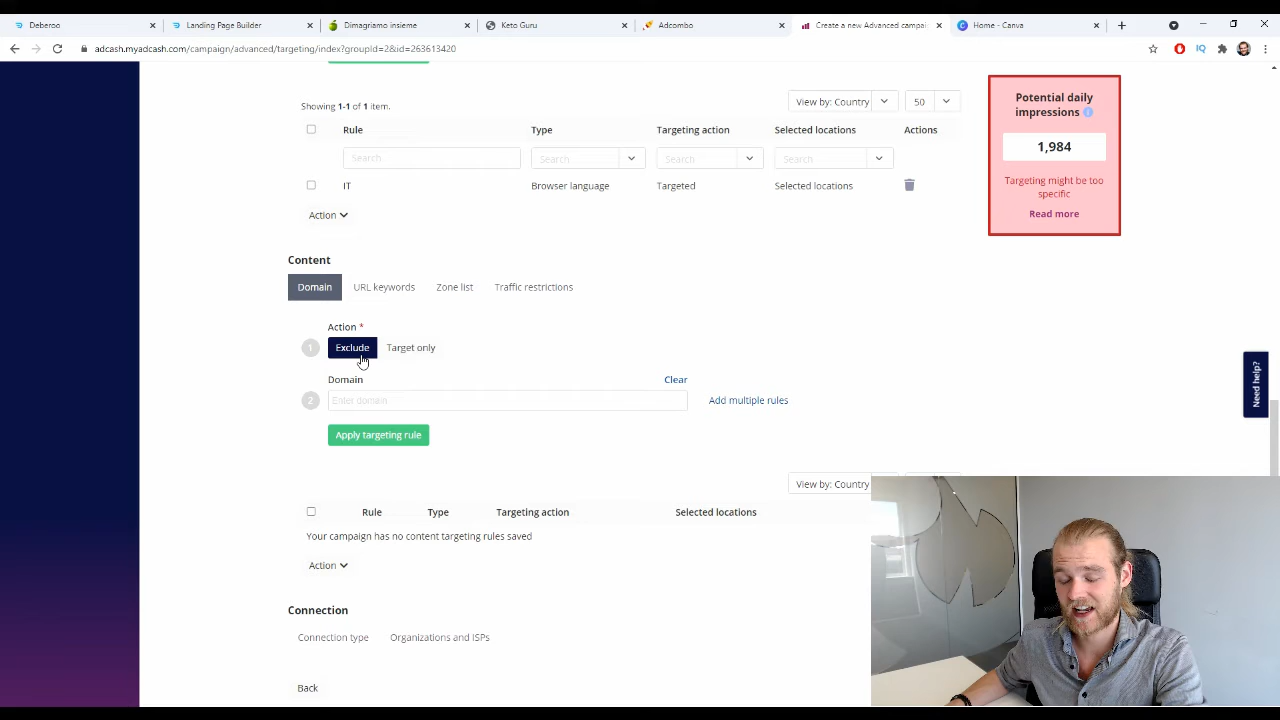 Deberoo
Landing Page Builder
Dimagriamo insieme
Keto Guru
Adcombo
Create a new Advanced campai
Home - Canva
adcash.myadcash.com/campaign/advanced/targeting/index?groupId=2&id=263613420
IQ
Showing 1-1 of 1 item.
View by: Country
50
Rule
Type
Targeting action
Selected locations
Actions
Search
Search
Search
Search
IT
Browser language
Targeted
Selected locations
Action
Potential daily
impressions
1,984
Targeting might be too
specific
Read more
Content
Domain
URL keywords
Zone list
Traffic restrictions
Action *
1
Exclude
Target only
Domain
Clear
2
Enter domain
Add multiple rules
Apply targeting rule
Need help?
View by: Country
Rule
Type
Targeting action
Selected locations
Your campaign has no content targeting rules saved
Action
Connection
Connection type
Organizations and ISPs
Back